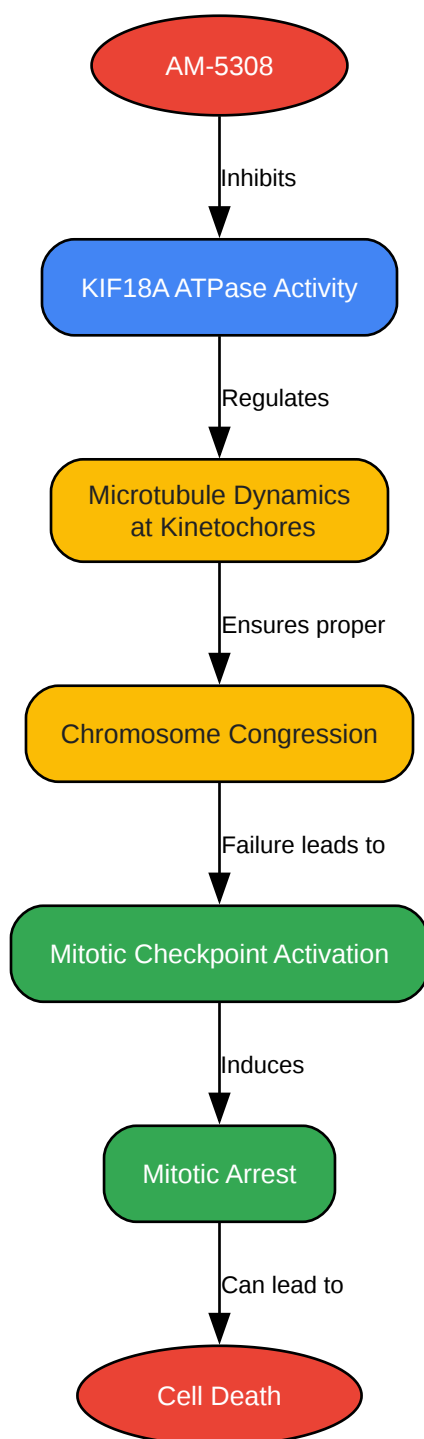 AM-5308
Inhibits
KIF18A ATPase Activity
Regulates
Microtubule Dynamics
at Kinetochores
Ensures proper
Chromosome Congression
Failure leads to
Mitotic Checkpoint Activation
Induces
Mitotic Arrest
Can lead to
Cell Death